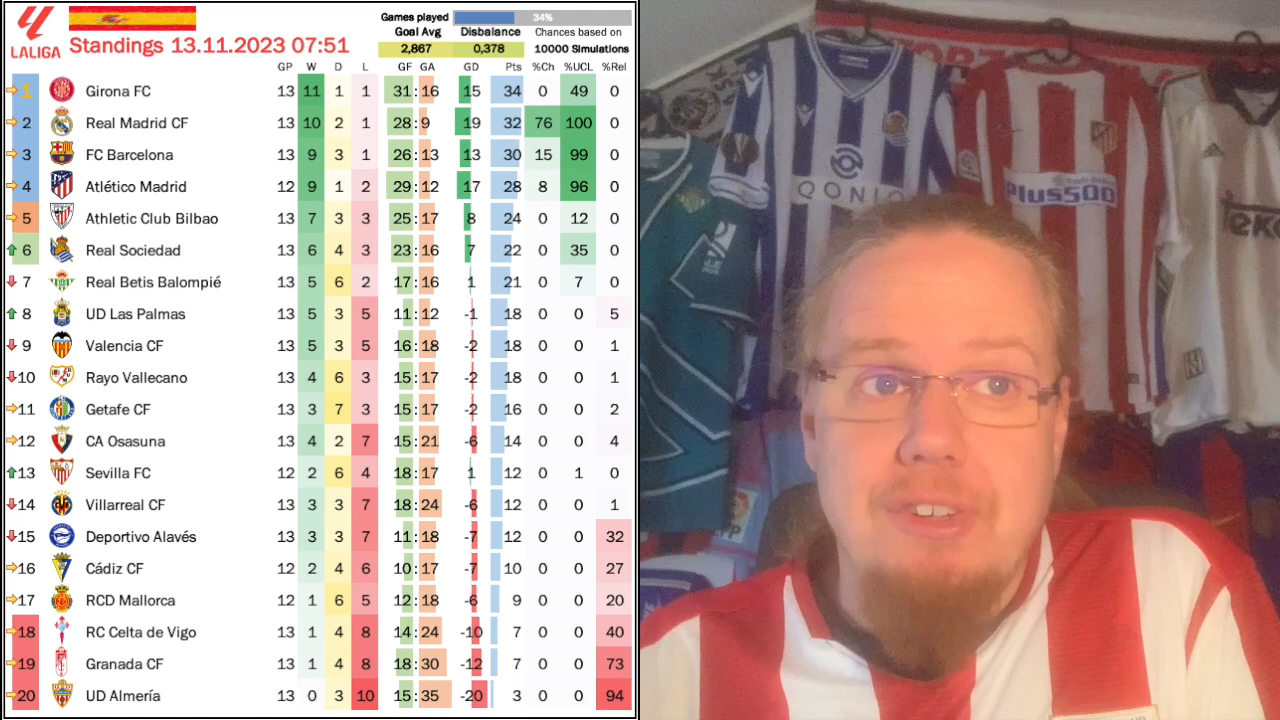 LALIGA
Standings 13.11.2023 07:51
Games played 34%
Goal Avg Disbalance Chances based on
2,867 0,378 10000 Simulations
GP W D L GF GA GD Pts %Ch %UCL %Rel
1 Girona FC 13 11 1 1 31:16 15 34 0 49 0
2 Real Madrid CF 13 10 2 1 28:9 19 32 76 100 0
3 FC Barcelona 13 9 3 1 26:13 13 30 15 99 0
4 Atlético Madrid 12 9 1 2 29:12 17 28 8 96 0
5 Athletic Club Bilbao 13 7 3 3 25:17 8 24 0 12 0
6 Real Sociedad 13 6 4 3 23:16 7 22 0 35 0
7 Real Betis Balompié 13 5 6 2 17:16 1 21 0 7 0
8 UD Las Palmas 13 5 3 5 11:12 -1 18 0 0 5
9 Valencia CF 13 5 3 5 16:18 -2 18 0 0 1
10 Rayo Vallecano 13 4 6 3 15:17 -2 18 0 0 1
11 Getafe CF 13 3 7 3 15:17 -2 16 0 0 2
12 CA Osasuna 13 4 2 7 15:21 -6 14 0 0 4
13 Sevilla FC 12 2 6 4 18:17 1 12 0 1 0
14 Villarreal CF 13 3 3 7 18:24 -6 12 0 0 1
15 Deportivo Alavés 13 3 3 7 11:18 -7 12 0 0 32
16 Cádiz CF 12 2 4 6 10:17 -7 10 0 0 27
17 RCD Mallorca 12 1 6 5 12:18 -6 9 0 0 20
18 RC Celta de Vigo 13 1 4 8 14:24 -10 7 0 0 40
19 Granada CF 13 1 4 8 18:30 -12 7 0 0 73
20 UD Almería 13 0 3 10 15:35 -20 3 0 0 94
QONIQ
Plus500
Teka